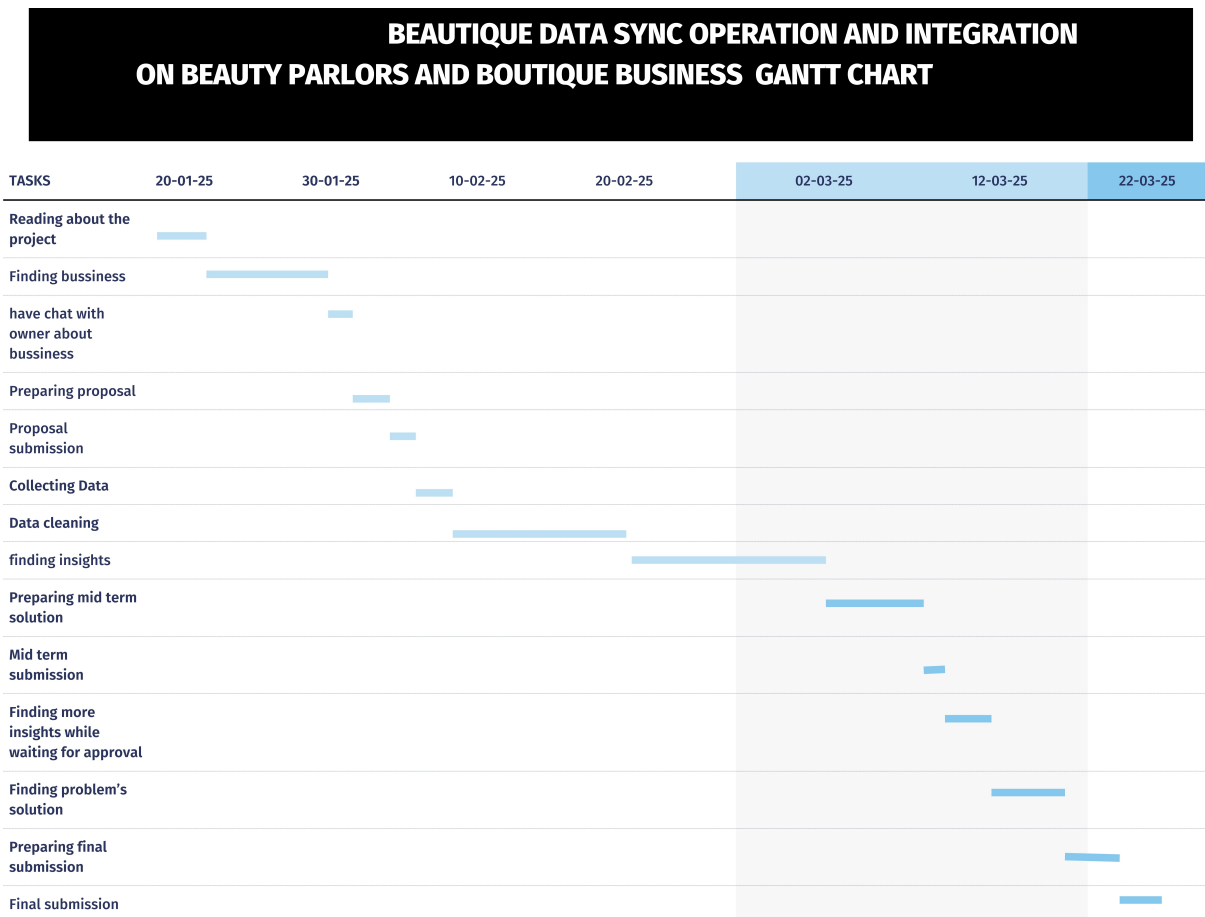 BEAUTIQUE DATA SYNC OPERATION AND INTEGRATION
ON BEAUTY PARLORS AND BOUTIQUE BUSINESS  GANTT CHART
TASKS 20-01-25 30-01-25 10-02-25 20-02-25 02-03-25 12-03-25 22-03-25
Reading about the
project
Finding bussiness
have chat with
owner about
bussiness
Preparing proposal
Proposal
submission
Collecting Data
Data cleaning
finding insights
Preparing mid term
solution
Mid term
submission
Finding more
insights while
waiting for approval
Finding problem’s
solution
Preparing final
submission
Final submission